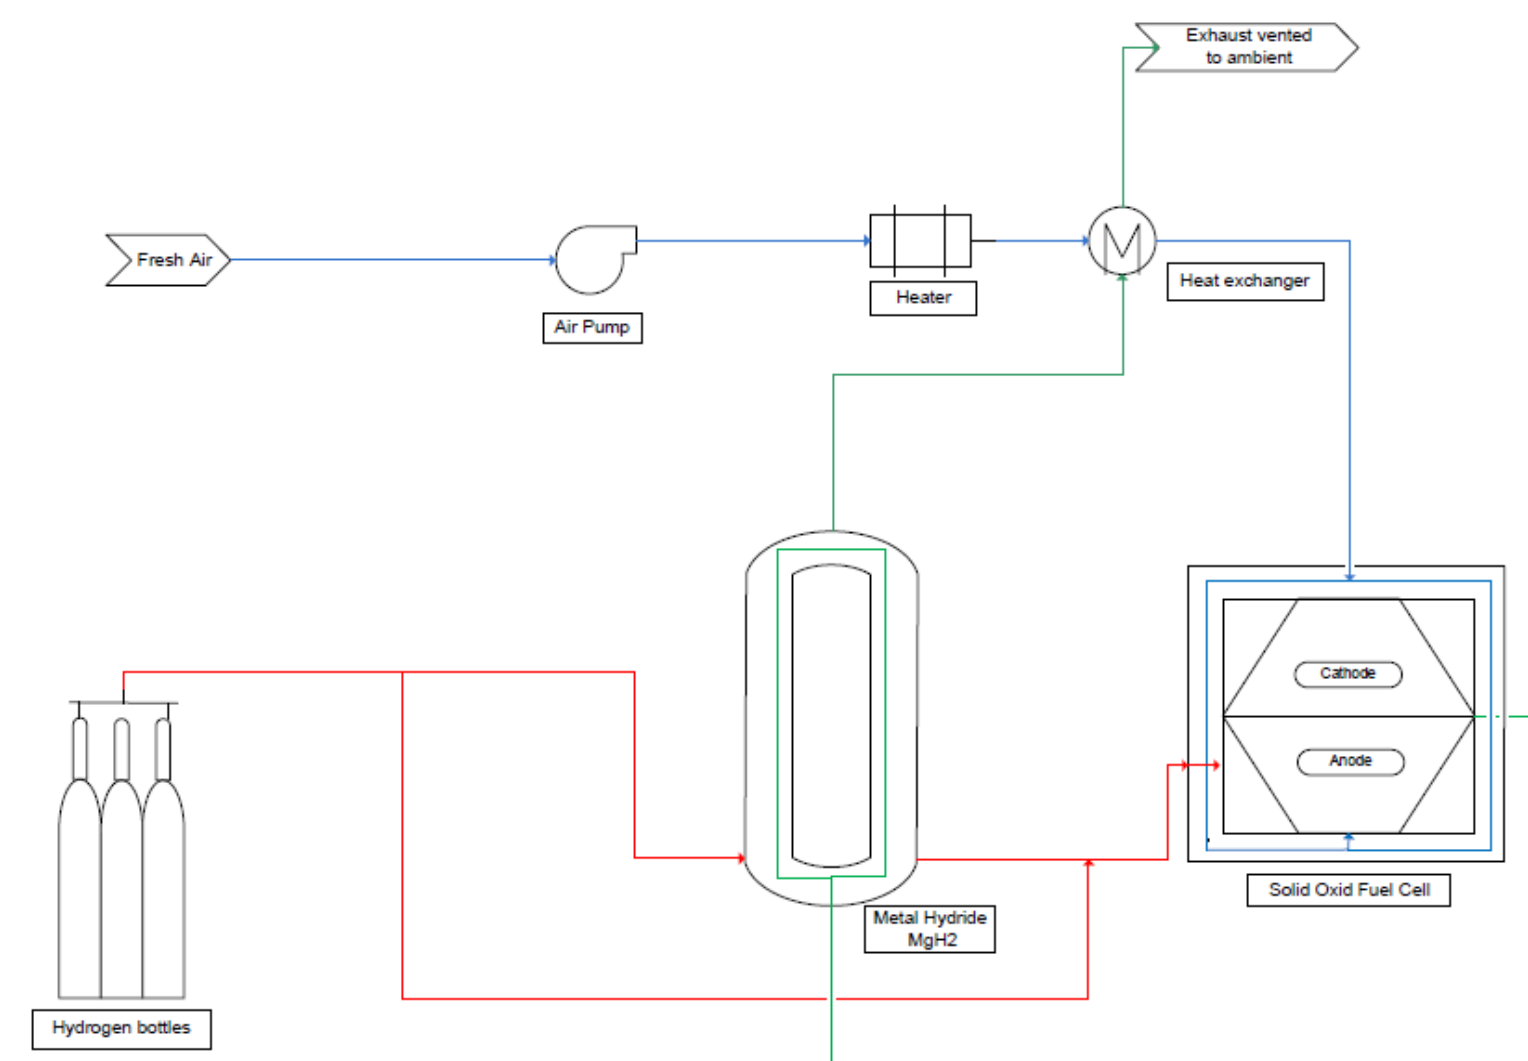 Exhaust vented
to ambient
Fresh Air
Air Pump
Heater
Heat exchanger
Cathode
Anode
Solid Oxid Fuel Cell
Metal Hydride
MgH2
Hydrogen bottles